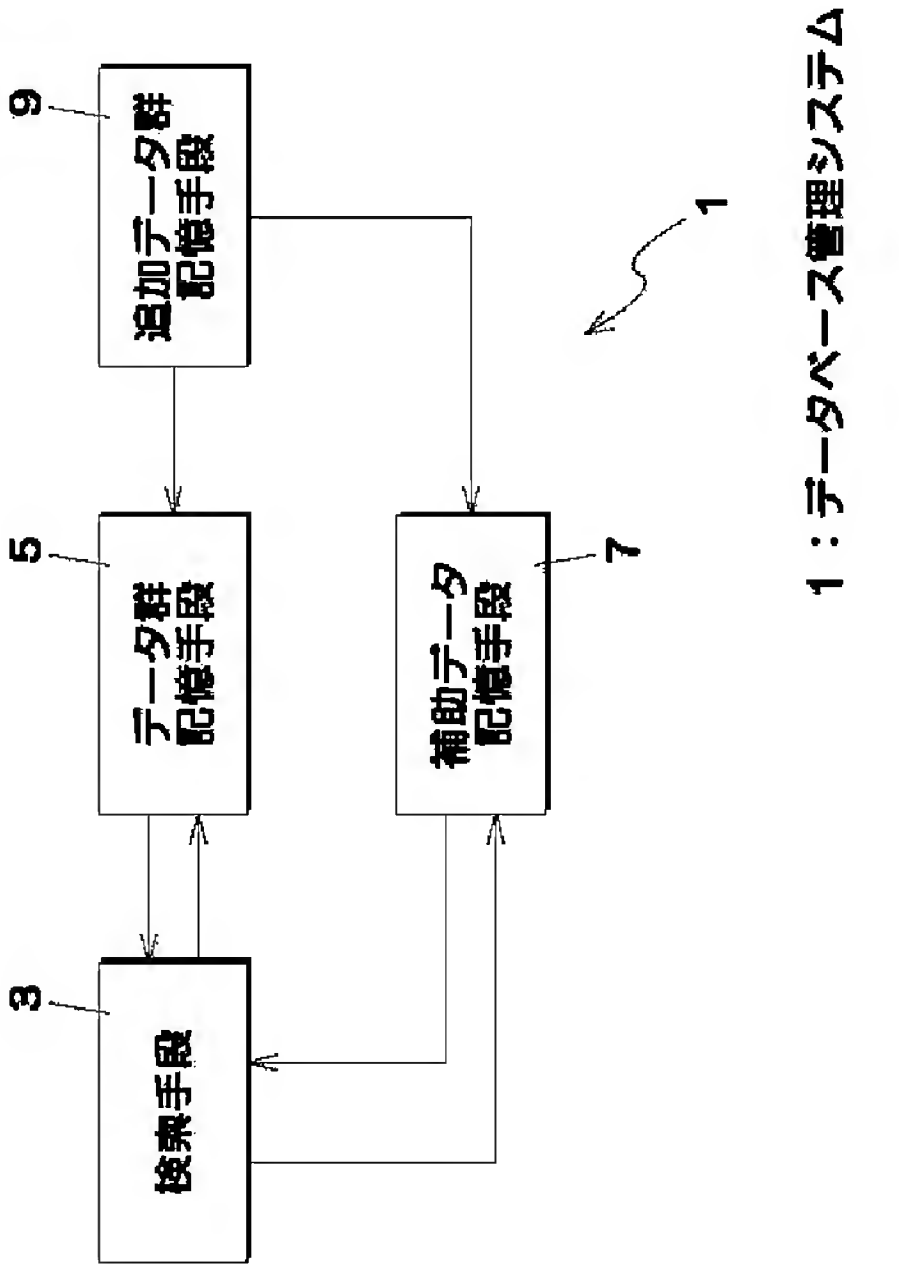 3
検索手段
5
データ群
記憶手段
9
追加データ群
記憶手段
補助データ
記憶手段
7
1
1：データベース管理システム